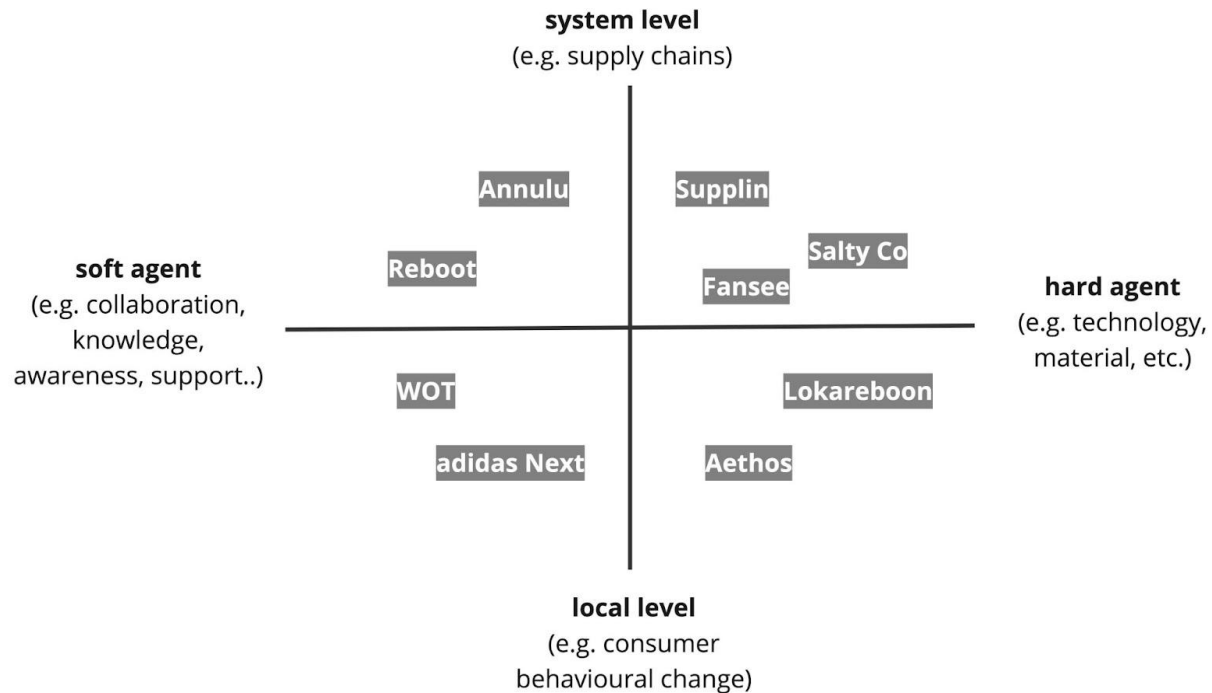 system level
(e.g. supply chains)
Annulu
Supplin
Salty Co
Reboot
Fansee
soft agent
(e.g. collaboration,
knowledge,
awareness, support..)
hard agent
(e.g. technology,
material, etc.)
WOT
Lokareboon
adidas Next
Aethos
local level
(e.g. consumer
behavioural change)